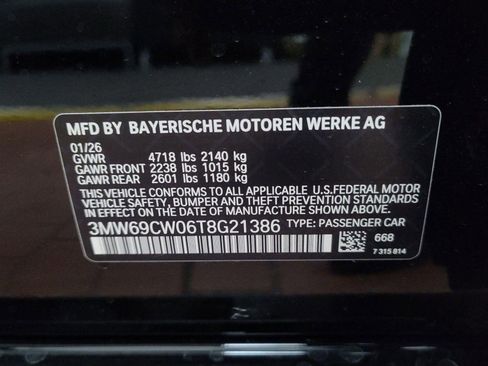 MFD BY BAYERISCHE MOTOREN WERKE AG
01/26
GVWR 4718 lbs 2140 kg
GAWR FRONT 2238 lbs 1015 kg
GAWR REAR 2601 lbs 1180 kg
THIS VEHICLE CONFORMS TO ALL APPLICABLE U.S.FEDERAL MOTOR
VEHICLE SAFETY, BUMPER AND THEFT PREVENTION STANDARDS
IN EFFECT ON THE DATE OF MANUFACTURE SHOWN ABOVE.
3MW69CW06T8G21386 TYPE: PASSENGER CAR
668
7 315 814